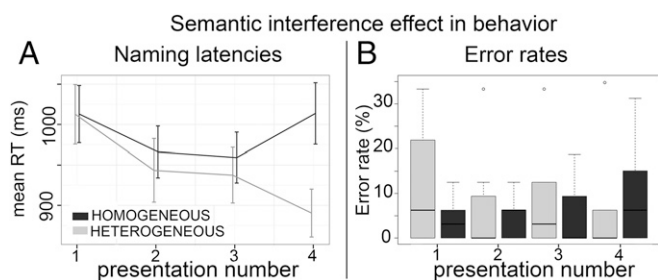 Semantic interference effect in behavior
A
Naming latencies
mean RT (ms)
1000
900
HOMOGENEOUS
HETEROGENEOUS
1 2 3 4
presentation number
B
Error rates
Error rate (%)
30
20
10
0
1 2 3 4
presentation number